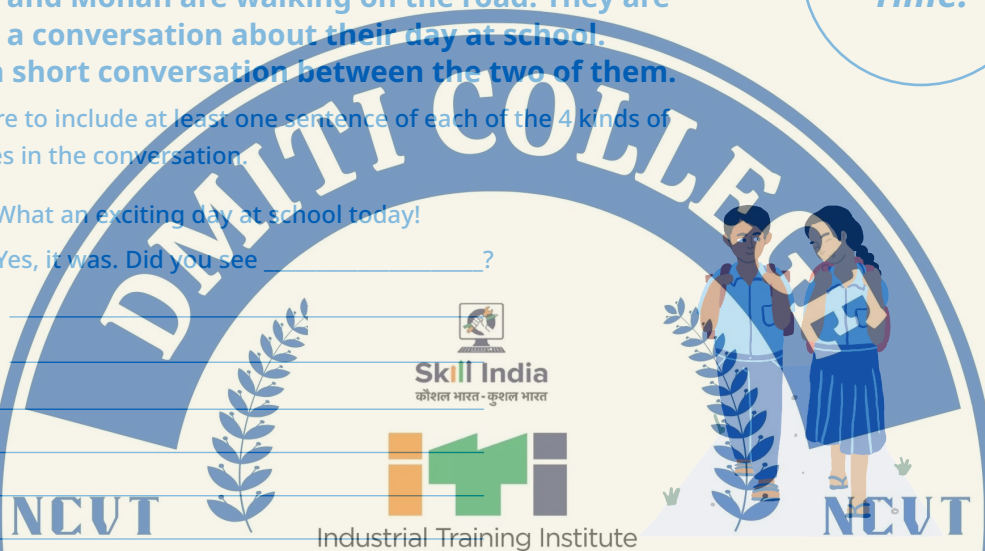 and Mohan are walking on the road. They are
Time!
a conversation about their day at school.
short conversation between the two of them.
to include at least one sentence of each of the 4 kinds of
in the conversation.
What an exciting day at school today!
Yes, it was. Did you see ____________________?
DMITI COLLEGE
Skill India
कौशल भारत - कुशल भारत
iti
Industrial Training Institute
NCVT
NCVT